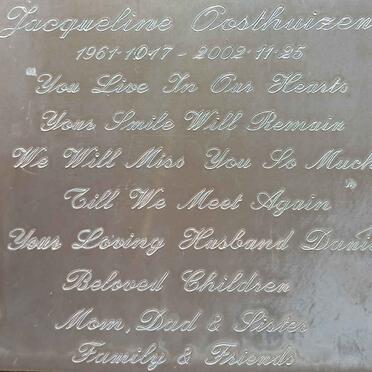 Jacqueline Oosthuizen
1961·10·17 - 2002·11·25
You Live In Our Hearts
Your Smile Will Remain
We Will Miss You So Much
Till We Meet Again
Your Loving Husband
Beloved Children
Mom, Dad & Sister
Family & Friends